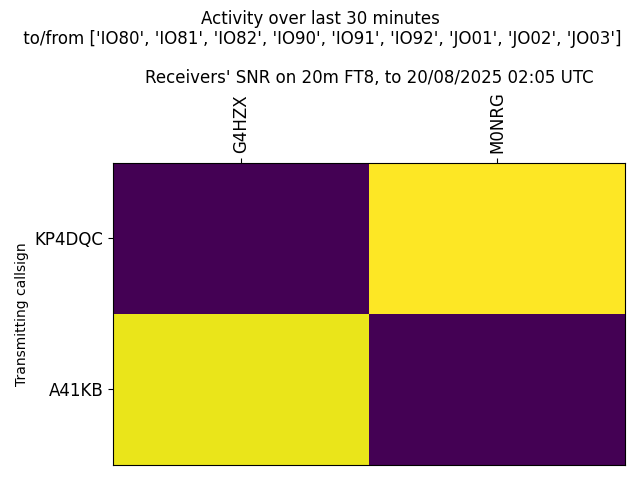 Activity over last 30 minutes
to/from ['IO80', 'IO81', 'IO82', 'IO90', 'IO91', 'IO92', 'JO01', 'JO02', 'JO03']
Receivers' SNR on 20m FT8, to 20/08/2025 02:05 UTC
G4HZX
M0NRG
Transmitting callsign
KP4DQC
A41KB